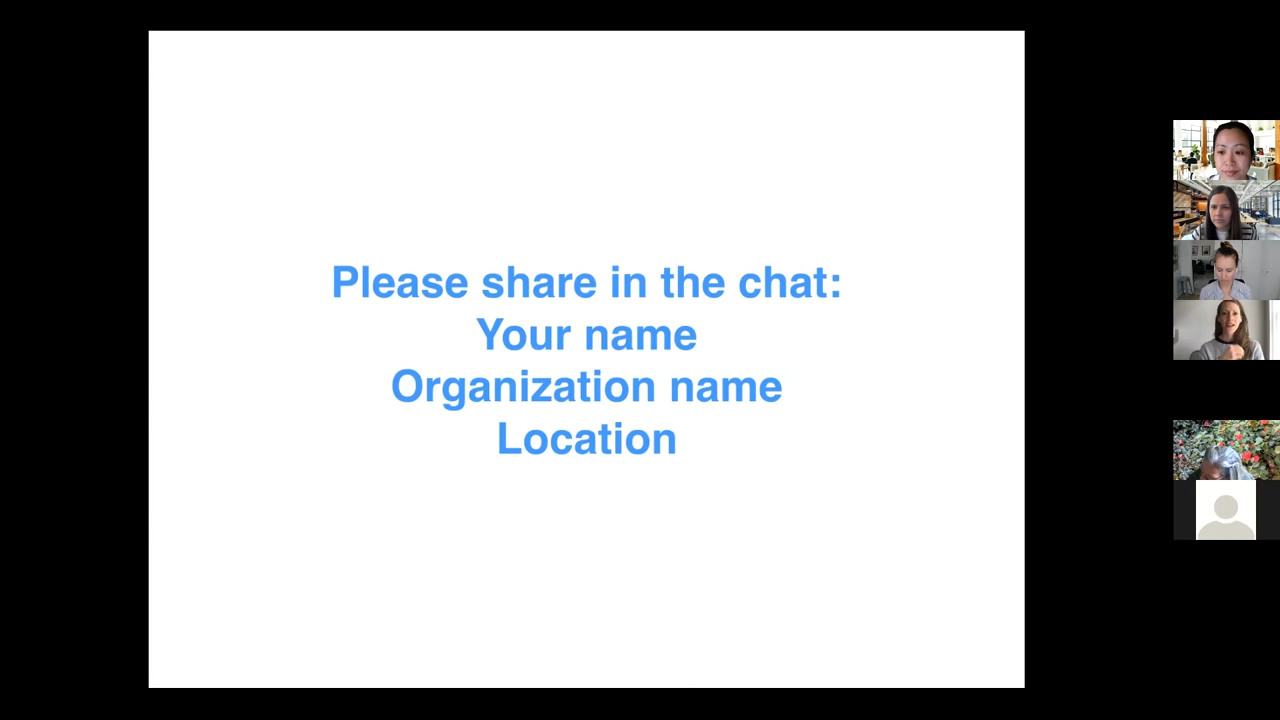 Please share in the chat:
Your name
Organization name
Location